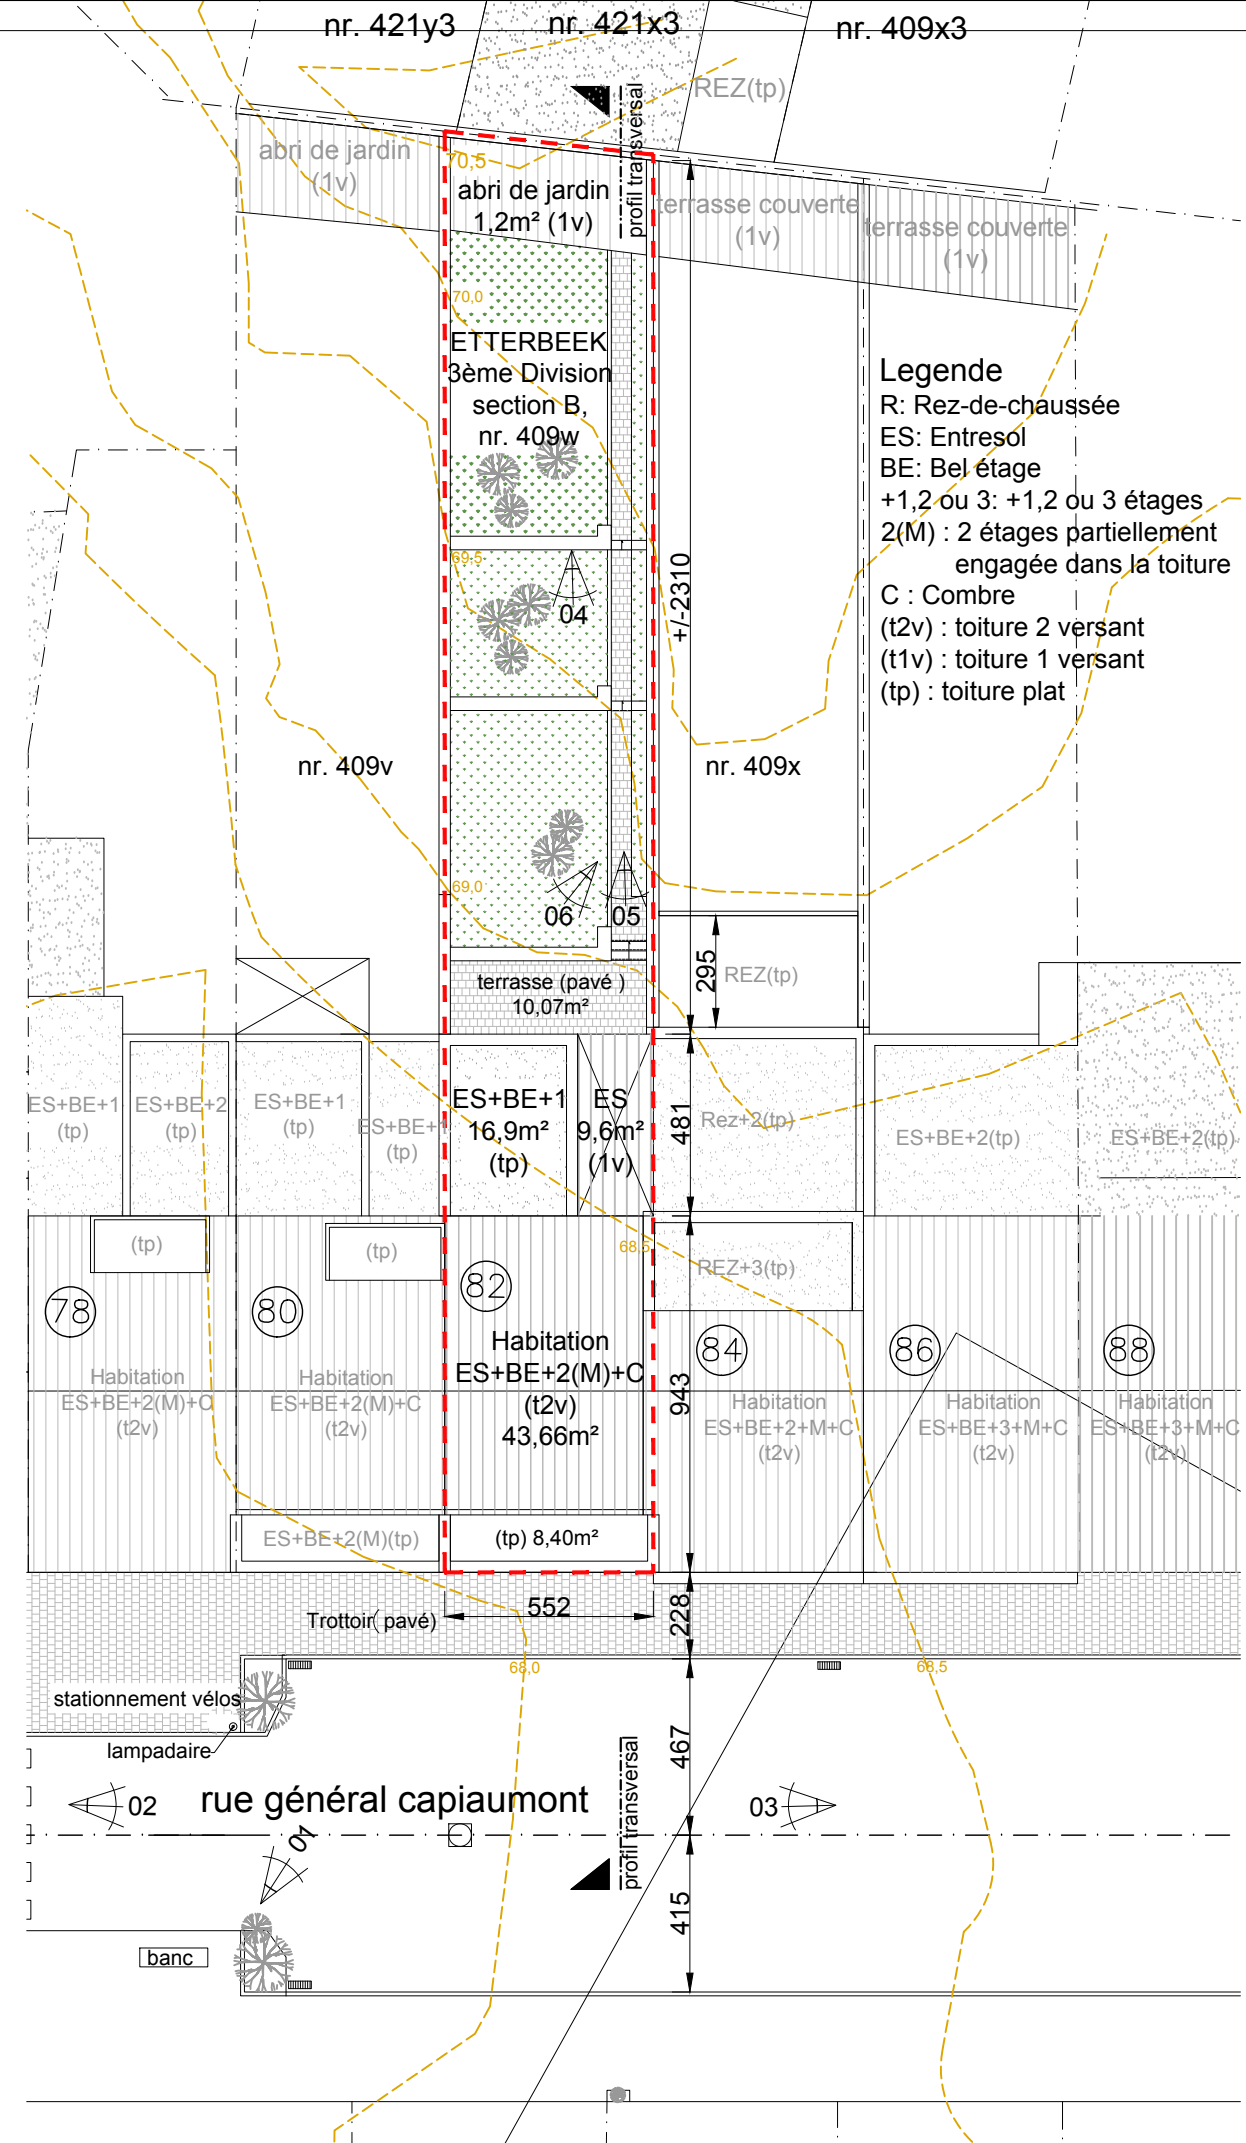 nr. 421y3
nr. 421x3
nr. 409x3
REZ(tp)
profil transversal
abri de jardin
(1v)
70,5
abri de jardin
1,2m² (1v)
terrasse couverte
(1v)
terrasse couverte
(1v)
70,0
ETTERBEEK
3ème Division
section B,
nr. 409w
Legende
R: Rez-de-chaussée
ES: Entresol
BE: Bel étage
+1,2 ou 3: +1,2 ou 3 étages
2(M) : 2 étages partiellement
engagée dans la toiture
C : Combre
(t2v) : toiture 2 versant
(t1v) : toiture 1 versant
(tp) : toiture plat
69,5
04
+/-2310
nr. 409v
nr. 409x
69,0
06
05
terrasse (pavé )
10,07m²
295
REZ(tp)
ES+BE+1
(tp)
ES+BE+2
(tp)
ES+BE+1
(tp)
ES+BE+1
(tp)
ES+BE+1
16,9m²
(tp)
ES
9,6m²
(1v)
481
Rez+2(tp)
ES+BE+2(tp)
ES+BE+2(tp)
(tp)
(tp)
68,5
REZ+3(tp)
78
80
82
84
86
88
Habitation
ES+BE+2(M)+C
(t2v)
Habitation
ES+BE+2(M)+C
(t2v)
Habitation
ES+BE+2(M)+C
(t2v)
43,66m²
943
Habitation
ES+BE+2+M+C
(t2v)
Habitation
ES+BE+3+M+C
(t2v)
Habitation
ES+BE+3+M+C
(t2v)
ES+BE+2(M)(tp)
(tp) 8,40m²
Trottoir( pavé)
552
228
68,0
68,5
stationnement vélos
lampadaire
467
02
rue général capiaumont
03
01
profil transversal
415
banc